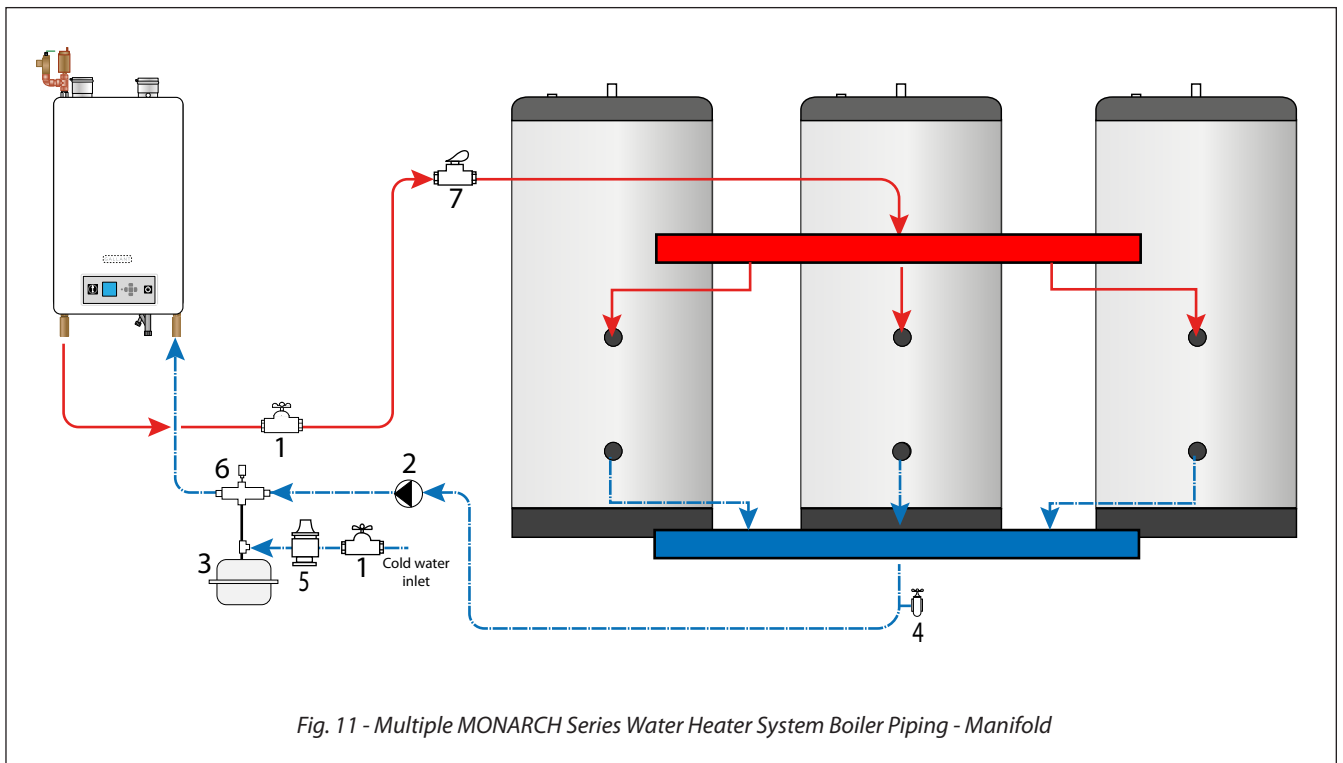 7
1
6
2
3
5
1
Cold water
inlet
4
Fig. 11 - Multiple MONARCH Series Water Heater System Boiler Piping - Manifold